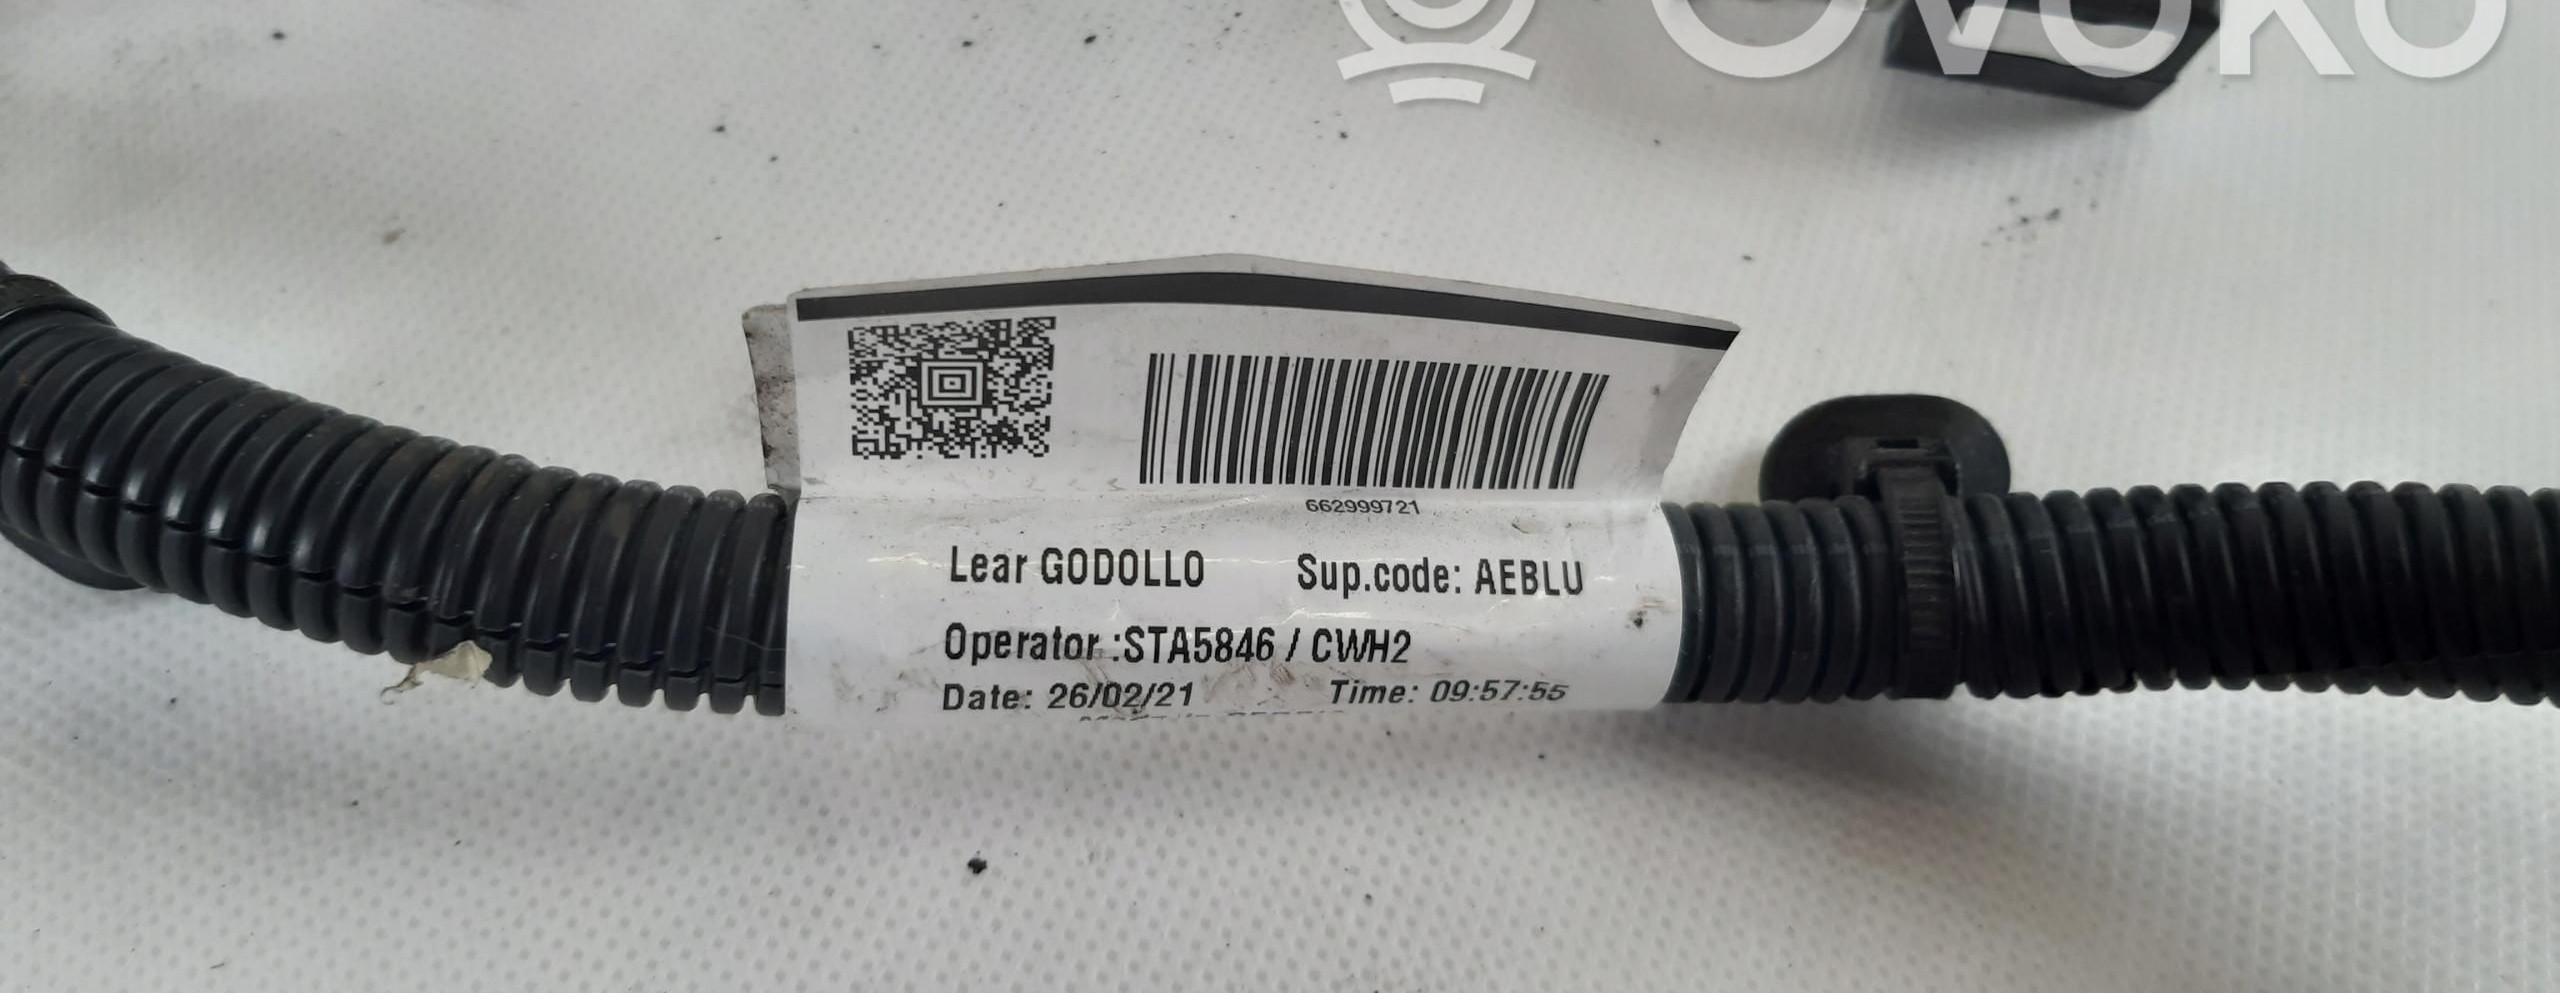 OVOKO
662999721
Lear GODOLLO Sup.code: AEBLU
Operator :STA5846 / CWH2
Date: 26/02/21 Time: 09:57:55